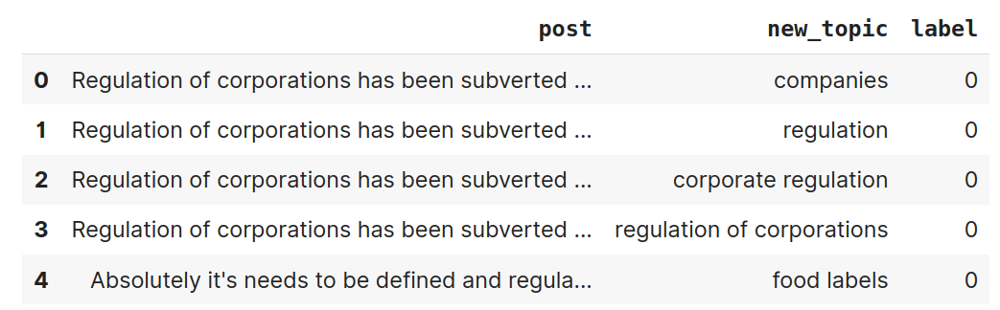 post new_topic label
0 Regulation of corporations has been subverted ... companies 0
1 Regulation of corporations has been subverted ... regulation 0
2 Regulation of corporations has been subverted ... corporate regulation 0
3 Regulation of corporations has been subverted ... regulation of corporations 0
4 Absolutely it's needs to be defined and regula... food labels 0